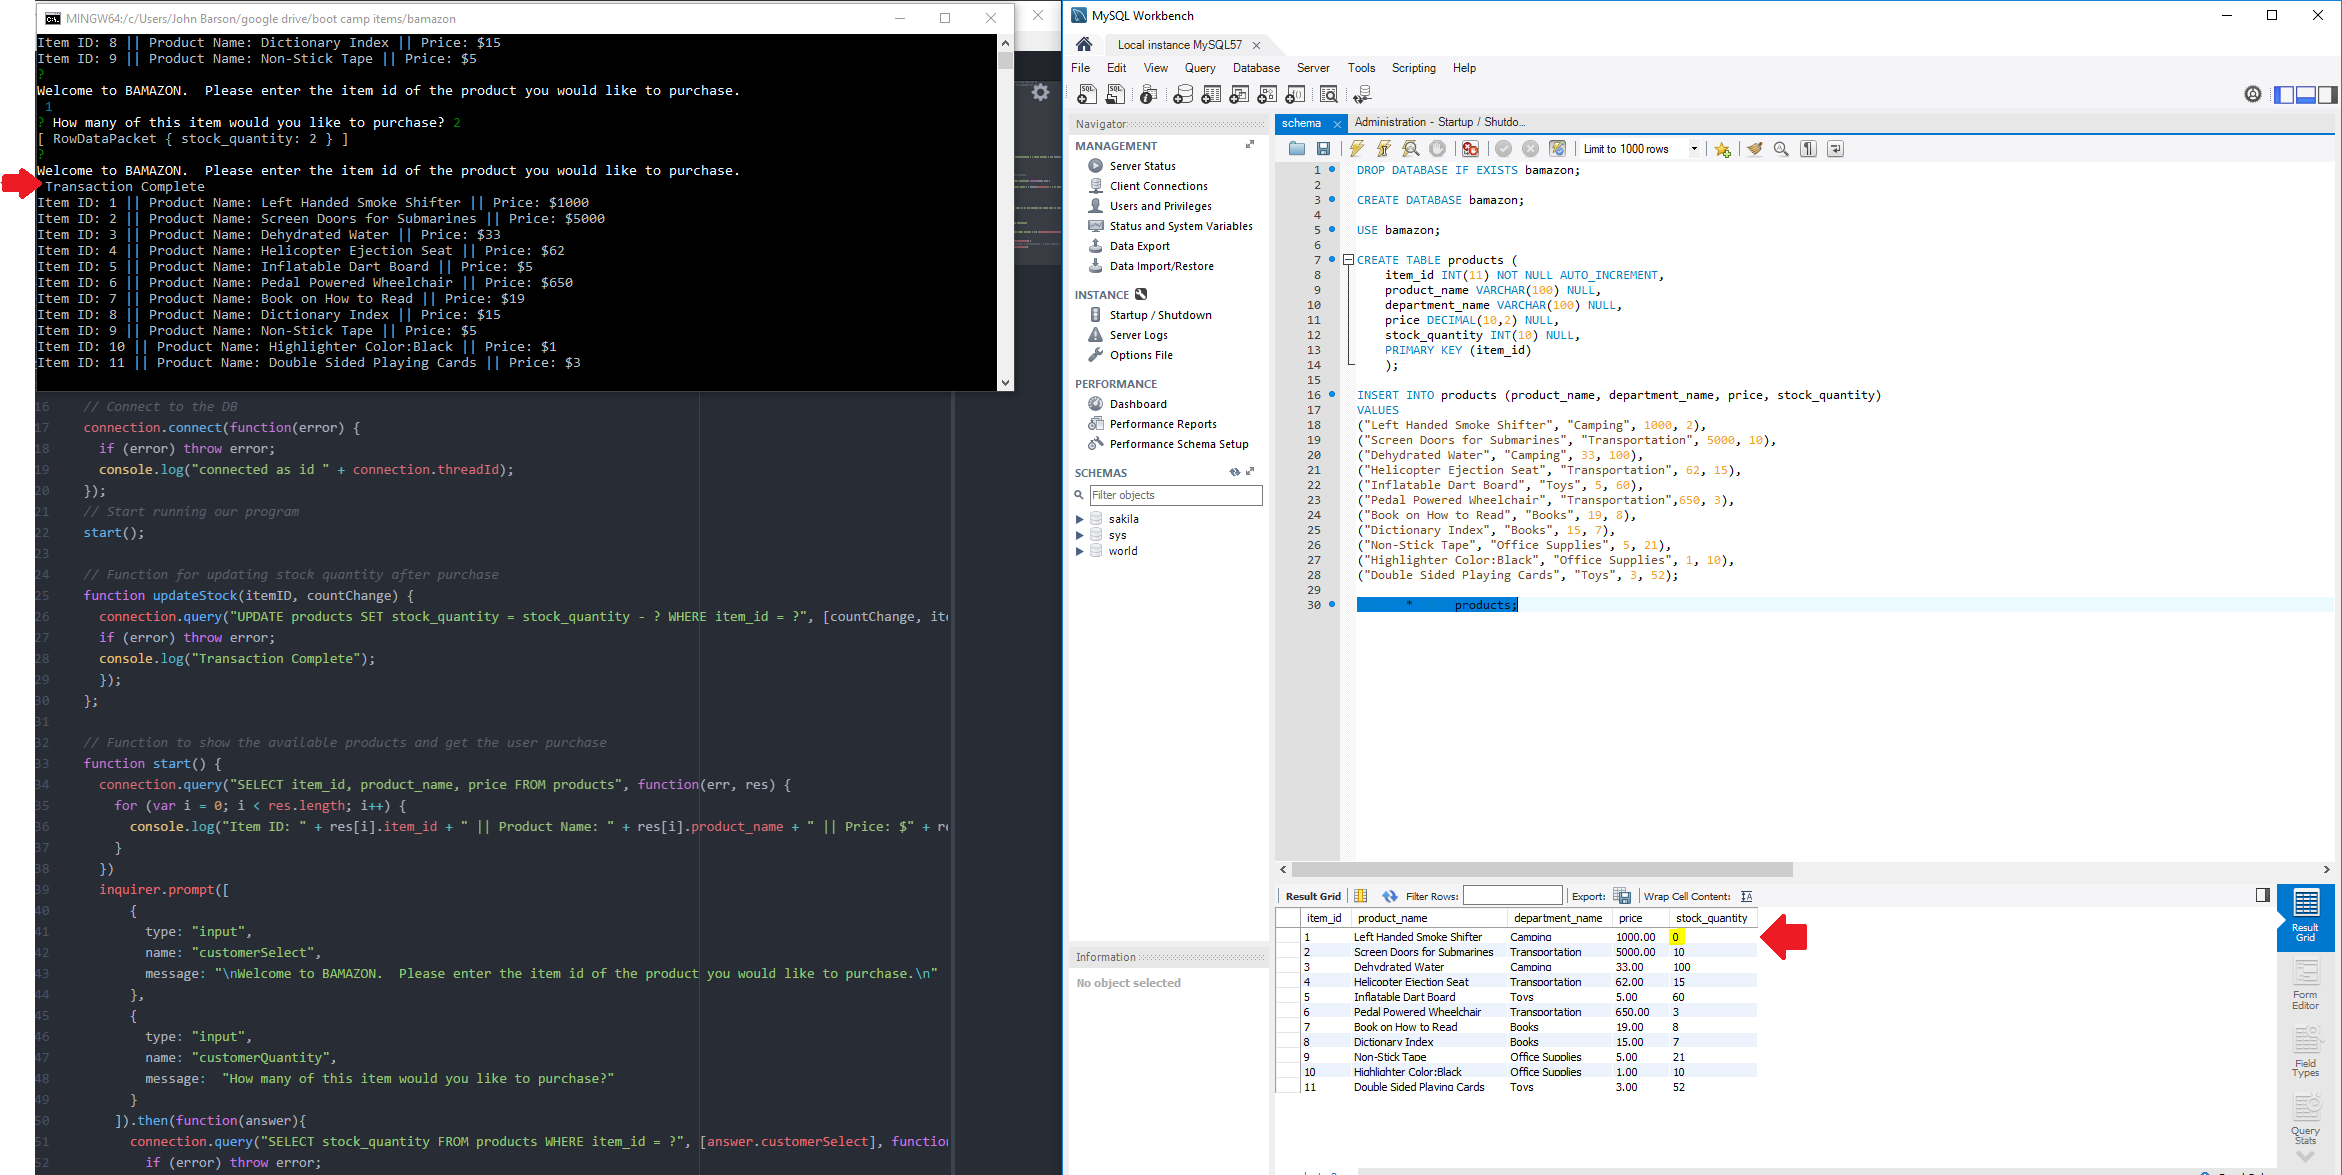 MINGW64:/c/Users/John Barson/google drive/boot camp items/bamazon
Item ID: 8 || Product Name: Dictionary Index || Price: $15
Item ID: 9 || Product Name: Non-Stick Tape || Price: $5
?
Welcome to BAMAZON.  Please enter the item id of the product you would like to purchase.
1
? How many of this item would you like to purchase? 2
[ RowDataPacket { stock_quantity: 2 } ]
?
Welcome to BAMAZON.  Please enter the item id of the product you would like to purchase.
Transaction Complete
Item ID: 1 || Product Name: Left Handed Smoke Shifter || Price: $1000
Item ID: 2 || Product Name: Screen Doors for Submarines || Price: $5000
Item ID: 3 || Product Name: Dehydrated Water || Price: $33
Item ID: 4 || Product Name: Helicopter Ejection Seat || Price: $62
Item ID: 5 || Product Name: Inflatable Dart Board || Price: $5
Item ID: 6 || Product Name: Pedal Powered Wheelchair || Price: $650
Item ID: 7 || Product Name: Book on How to Read || Price: $19
Item ID: 8 || Product Name: Dictionary Index || Price: $15
Item ID: 9 || Product Name: Non-Stick Tape || Price: $5
Item ID: 10 || Product Name: Highlighter Color:Black || Price: $1
Item ID: 11 || Product Name: Double Sided Playing Cards || Price: $3
16 // Connect to the DB
17 connection.connect(function(error) {
18 if (error) throw error;
19 console.log("connected as id " + connection.threadId);
20 });
21 // Start running our program
22 start();
23
24 // Function for updating stock quantity after purchase
25 function updateStock(itemID, countChange) {
26 connection.query("UPDATE products SET stock_quantity = stock_quantity - ? WHERE item_id = ?", [countChange, it
27 if (error) throw error;
28 console.log("Transaction Complete");
29 });
30 };
31
32 // Function to show the available products and get the user purchase
33 function start() {
34 connection.query("SELECT item_id, product_name, price FROM products", function(err, res) {
35 for (var i = 0; i < res.length; i++) {
36 console.log("Item ID: " + res[i].item_id + " || Product Name: " + res[i].product_name + " || Price: $" + re
37 }
38 })
39 inquirer.prompt([
40 {
41 type: "input",
42 name: "customerSelect",
43 message: "\nWelcome to BAMAZON.  Please enter the item id of the product you would like to purchase.\n"
44 },
45 {
46 type: "input",
47 name: "customerQuantity",
48 message:  "How many of this item would you like to purchase?"
49 }
50 ]).then(function(answer){
51 connection.query("SELECT stock_quantity FROM products WHERE item_id = ?", [answer.customerSelect], functio
52 if (error) throw error;
MySQL Workbench
Local instance MySQL57
File Edit View Query Database Server Tools Scripting Help
Navigator
MANAGEMENT
Server Status
Client Connections
Users and Privileges
Status and System Variables
Data Export
Data Import/Restore
INSTANCE
Startup / Shutdown
Server Logs
Options File
PERFORMANCE
Dashboard
Performance Reports
Performance Schema Setup
SCHEMAS
Filter objects
sakila
sys
world
Information
No object selected
schema Administration - Startup / Shutdo...
Limit to 1000 rows
1 DROP DATABASE IF EXISTS bamazon;
2
3 CREATE DATABASE bamazon;
4
5 USE bamazon;
6
7 CREATE TABLE products (
8 item_id INT(11) NOT NULL AUTO_INCREMENT,
9 product_name VARCHAR(100) NULL,
10 department_name VARCHAR(100) NULL,
11 price DECIMAL(10,2) NULL,
12 stock_quantity INT(10) NULL,
13 PRIMARY KEY (item_id)
14 );
15
16 INSERT INTO products (product_name, department_name, price, stock_quantity)
17 VALUES
18 ("Left Handed Smoke Shifter", "Camping", 1000, 2),
19 ("Screen Doors for Submarines", "Transportation", 5000, 10),
20 ("Dehydrated Water", "Camping", 33, 100),
21 ("Helicopter Ejection Seat", "Transportation", 62, 15),
22 ("Inflatable Dart Board", "Toys", 5, 60),
23 ("Pedal Powered Wheelchair", "Transportation",650, 3),
24 ("Book on How to Read", "Books", 19, 8),
25 ("Dictionary Index", "Books", 15, 7),
26 ("Non-Stick Tape", "Office Supplies", 5, 21),
27 ("Highlighter Color:Black", "Office Supplies", 1, 10),
28 ("Double Sided Playing Cards", "Toys", 3, 52);
29
30 * products;
Result Grid Filter Rows: Export: Wrap Cell Content:
item_id product_name department_name price stock_quantity
1 Left Handed Smoke Shifter Camping 1000.00 0
2 Screen Doors for Submarines Transportation 5000.00 10
3 Dehydrated Water Camping 33.00 100
4 Helicopter Ejection Seat Transportation 62.00 15
5 Inflatable Dart Board Toys 5.00 60
6 Pedal Powered Wheelchair Transportation 650.00 3
7 Book on How to Read Books 19.00 8
8 Dictionary Index Books 15.00 7
9 Non-Stick Tape Office Supplies 5.00 21
10 Highlighter Color:Black Office Supplies 1.00 10
11 Double Sided Playing Cards Toys 3.00 52
Result
Grid
Form
Editor
Field
Types
Query
Stats